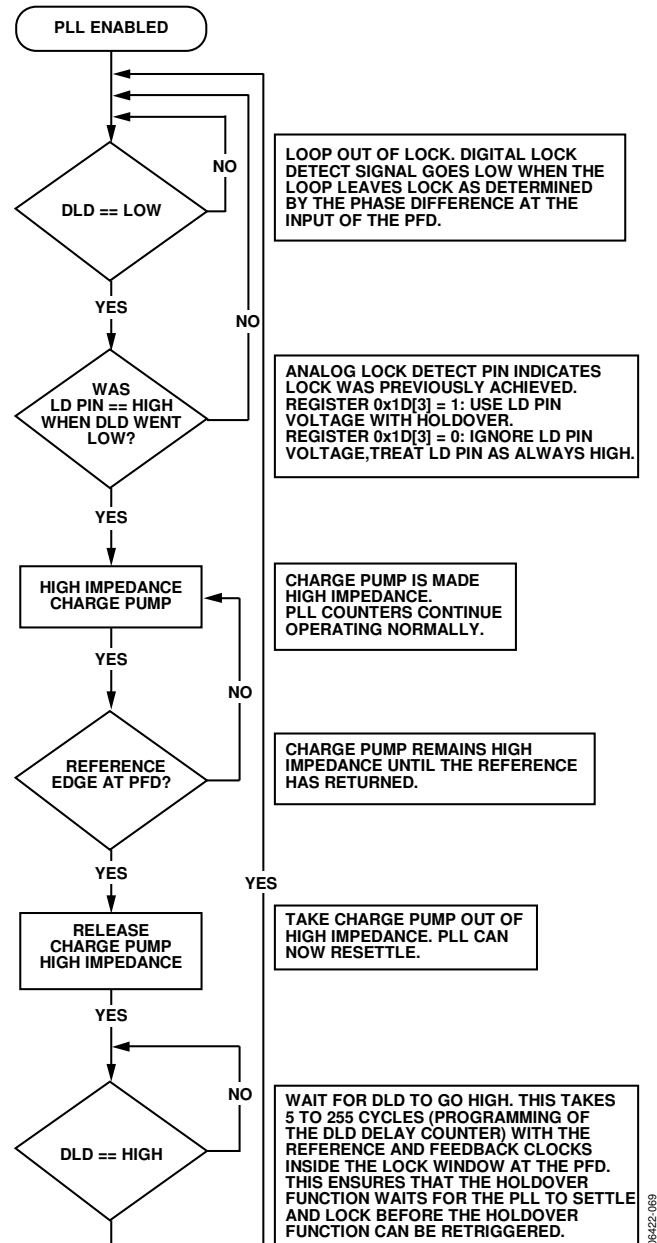 PLL ENABLED
NO
DLD == LOW
LOOP OUT OF LOCK. DIGITAL LOCK
DETECT SIGNAL GOES LOW WHEN THE
LOOP LEAVES LOCK AS DETERMINED
BY THE PHASE DIFFERENCE AT THE
INPUT OF THE PFD.
YES
NO
WAS
LD PIN == HIGH
WHEN DLD WENT
LOW?
ANALOG LOCK DETECT PIN INDICATES
LOCK WAS PREVIOUSLY ACHIEVED.
REGISTER 0x1D[3] = 1: USE LD PIN
VOLTAGE WITH HOLDOVER.
REGISTER 0x1D[3] = 0: IGNORE LD PIN
VOLTAGE,TREAT LD PIN AS ALWAYS HIGH.
YES
HIGH IMPEDANCE
CHARGE PUMP
CHARGE PUMP IS MADE
HIGH IMPEDANCE.
PLL COUNTERS CONTINUE
OPERATING NORMALLY.
YES
NO
REFERENCE
EDGE AT PFD?
CHARGE PUMP REMAINS HIGH
IMPEDANCE UNTIL THE REFERENCE
HAS RETURNED.
YES
YES
RELEASE
CHARGE PUMP
HIGH IMPEDANCE
TAKE CHARGE PUMP OUT OF
HIGH IMPEDANCE. PLL CAN
NOW RESETTLE.
YES
NO
DLD == HIGH
WAIT FOR DLD TO GO HIGH. THIS TAKES
5 TO 255 CYCLES (PROGRAMMING OF
THE DLD DELAY COUNTER) WITH THE
REFERENCE AND FEEDBACK CLOCKS
INSIDE THE LOCK WINDOW AT THE PFD.
THIS ENSURES THAT THE HOLDOVER
FUNCTION WAITS FOR THE PLL TO SETTLE
AND LOCK BEFORE THE HOLDOVER
FUNCTION CAN BE RETRIGGERED.
06422-069